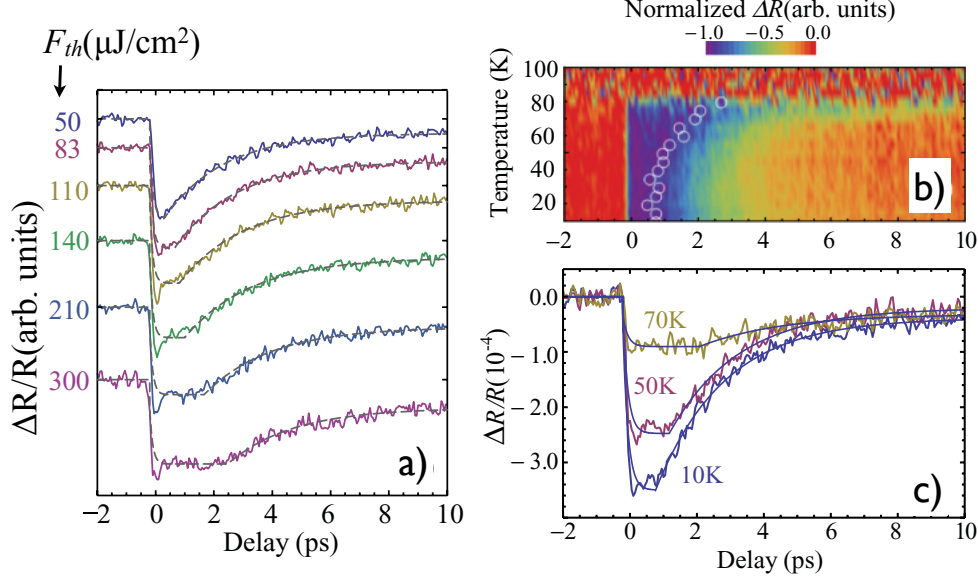 F_th(μJ/cm²)
50
83
110
140
210
300
ΔR/R(arb. units)
−2 0 2 4 6 8 10
Delay (ps)
a)
Normalized ΔR(arb. units)
−1.0 −0.5 0.0
Temperature (K)
100
80
60
40
20
b)
−2 0 2 4 6 8 10
ΔR/R(10⁻⁴)
0.0
−1.0
−2.0
−3.0
−4.0
70K
50K
10K
c)
−2 0 2 4 6 8 10
Delay (ps)